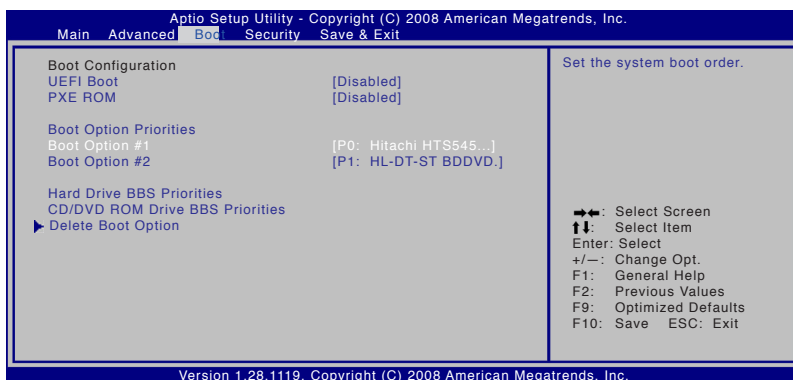 Aptio Setup Utility - Copyright (C) 2008 American Megatrends, Inc.
Main Advanced Boot Security Save & Exit
Boot Configuration
UEFI Boot [Disabled]
PXE ROM [Disabled]
Boot Option Priorities
Boot Option #1 [P0: Hitachi HTS545...]
Boot Option #2 [P1: HL-DT-ST BDDVD.]
Hard Drive BBS Priorities
CD/DVD ROM Drive BBS Priorities
Delete Boot Option
Set the system boot order.
→←: Select Screen
↑↓: Select Item
Enter: Select
+/—: Change Opt.
F1: General Help
F2: Previous Values
F9: Optimized Defaults
F10: Save ESC: Exit
Version 1.28.1119. Copyright (C) 2008 American Megatrends, Inc.